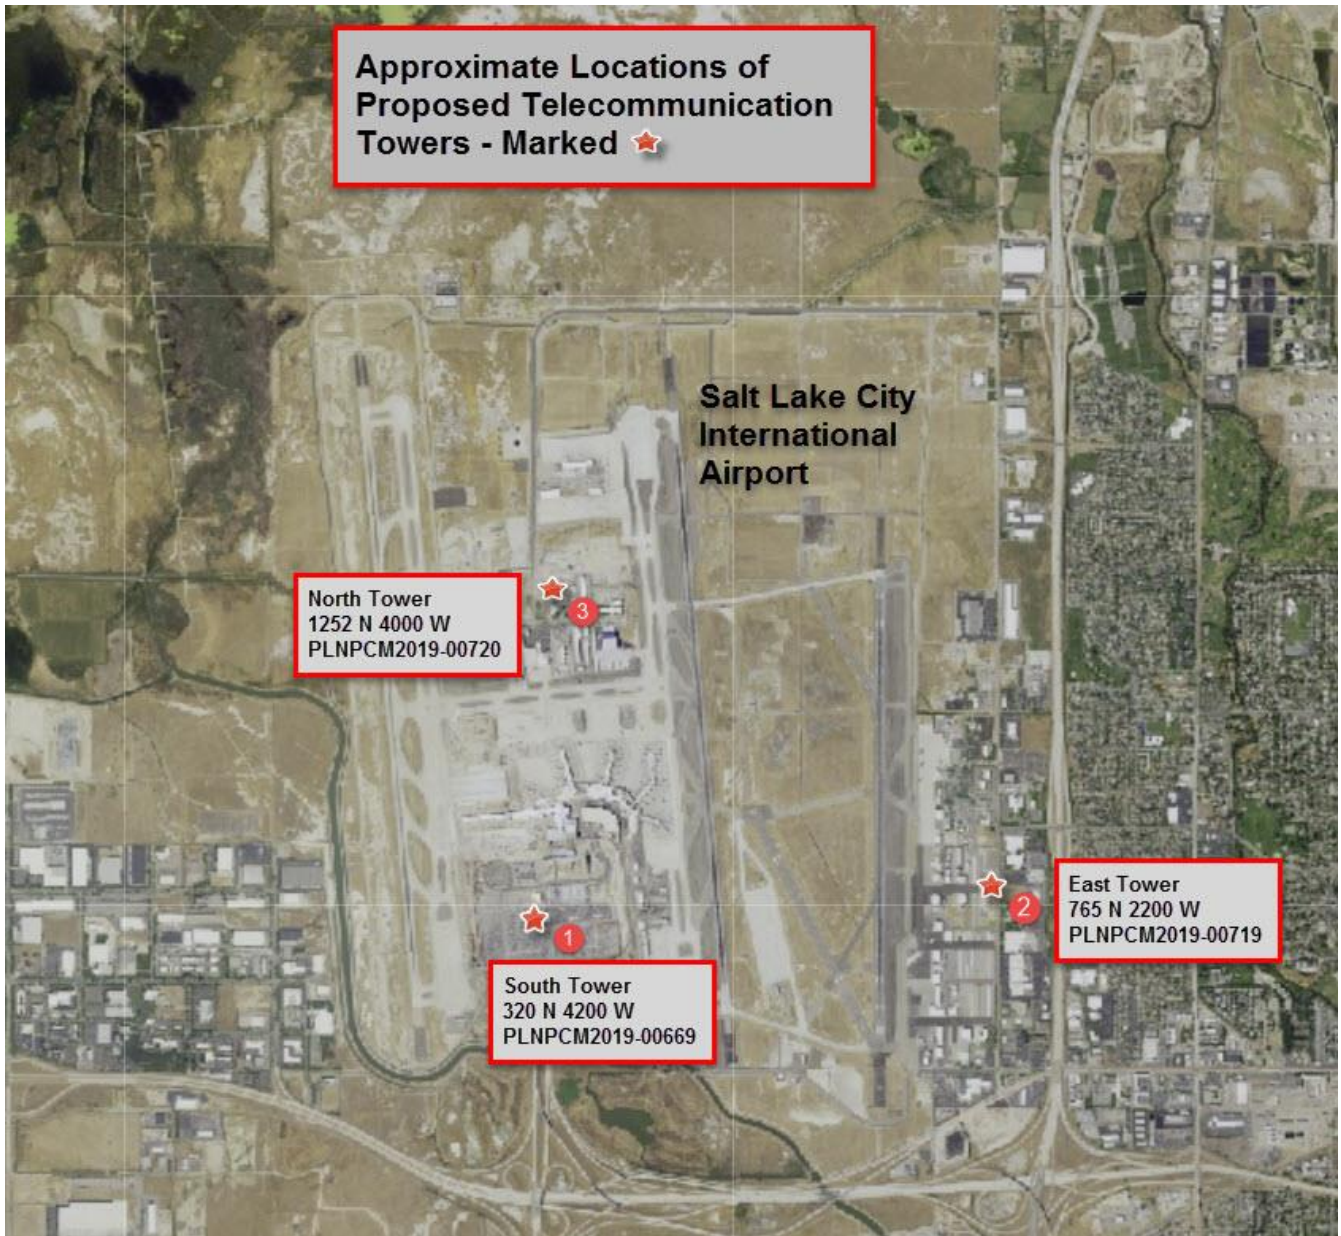 Approximate Locations of
Proposed Telecommunication
Towers - Marked
Salt Lake City
International
Airport
North Tower
1252 N 4000 W
PLNPCM2019-00720
3
East Tower
765 N 2200 W
PLNPCM2019-00719
2
1
South Tower
320 N 4200 W
PLNPCM2019-00669